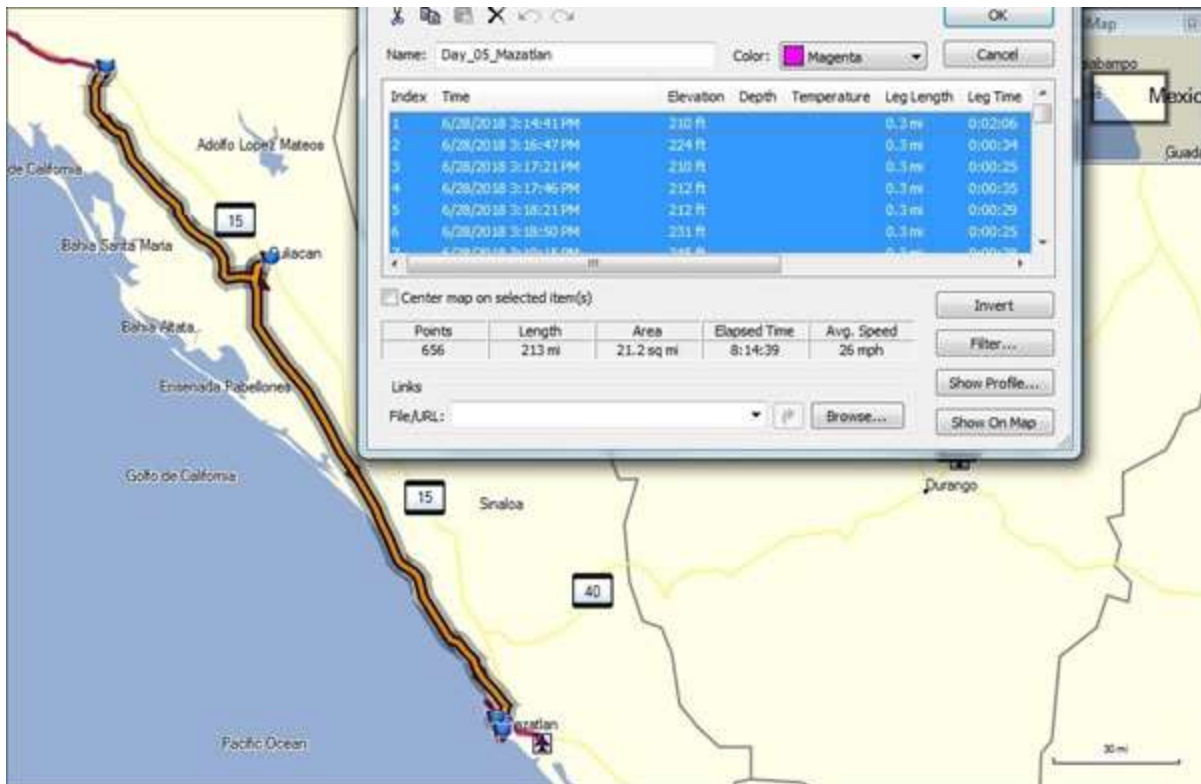 OK
Map
Name: Day_05_Mazatlan Color: Magenta Cancel
Index Time Elevation Depth Temperature Leg Length Leg Time
1 6/28/2018 3:14:41 PM 210 ft 0.3 mi 0:02:06
2 6/28/2018 3:16:47 PM 224 ft 0.3 mi 0:00:34
3 6/28/2018 3:17:21 PM 210 ft 0.3 mi 0:00:25
4 6/28/2018 3:17:46 PM 212 ft 0.3 mi 0:00:35
5 6/28/2018 3:18:21 PM 212 ft 0.3 mi 0:00:29
6 6/28/2018 3:18:50 PM 231 ft 0.3 mi 0:00:25
Center map on selected item(s)
Invert
Points Length Area Elapsed Time Avg. Speed
656 213 mi 21.2 sq mi 8:14:39 26 mph
Filter...
Links
Show Profile...
File/URL: Browse...
Show On Map
abampo
Mexic
Guad
Adolfo Lopez Mateos
de California
15
Bahia Santa Maria
uliacan
Bahia Altata
Ensenada Pabellones
Golfo de California
15
Sinaloa
Durango
40
azatlan
Pacific Ocean
30 mi